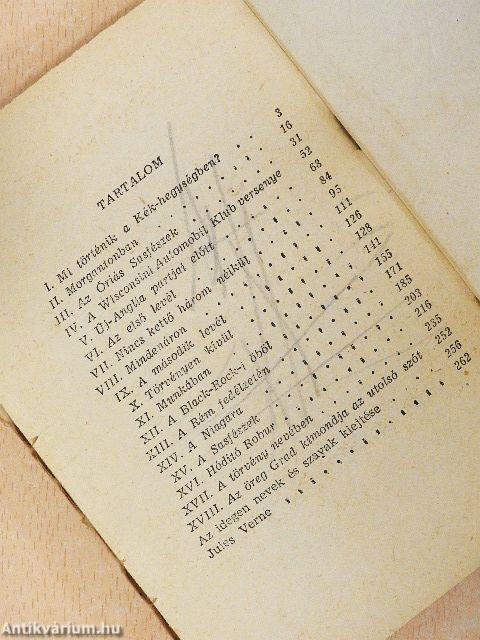 TARTALOM
I. Mi történik a Kék-hegységben? . . 3
II. Morgantonban . . . . . . . 16
III. Az Óriás Sasfészek . . . . . . 31
IV. A Wisconsini Automobil Klub versenye 52
V. Új-Anglia partjai előtt . . . . . 68
VI. Az első levél . . . . . . . 84
VII. Nincs kettő három nélkül . . . . 95
VIII. Mindenáron . . . . . . . 111
IX. A második levél . . . . . . 126
X. Törvényen kívül . . . . . . 128
XI. Munkában . . . . . . . 141
XII. A Black-Rock-i öböl . . . . . 155
XIII. A Rém fedélzetén . . . . . . 171
XIV. A Niagara . . . . . . . 185
XV. A Sasfészek . . . . . . . 203
XVI. Hódító Robur . . . . . . . 216
XVII. A törvény nevében . . . . . 235
XVIII. Az öreg Grad kimondja az utolsó szót 252
Az idegen nevek és szavak kiejtése . . 256
Jules Verne . . . . . . . . 262
Antikvárium.hu